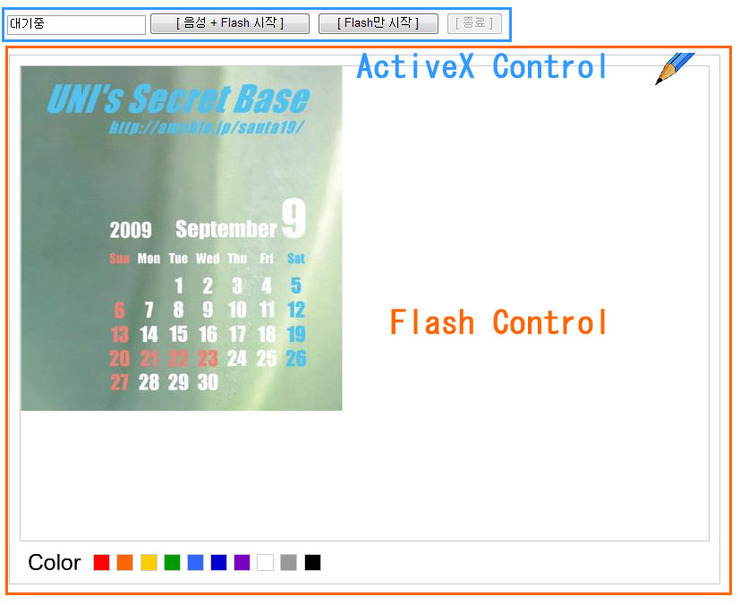 대기중 [ 음성 + Flash 시작 ] [ Flash만 시작 ] [ 종료 ]
ActiveX Control
UNI's Secret Base
http://ameblo.jp/sauta19/
2009 September 9
Sun Mon Tue Wed Thu Fri Sat
1 2 3 4 5
6 7 8 9 10 11 12
Flash Control
13 14 15 16 17 18 19
20 21 22 23 24 25 26
27 28 29 30
Color